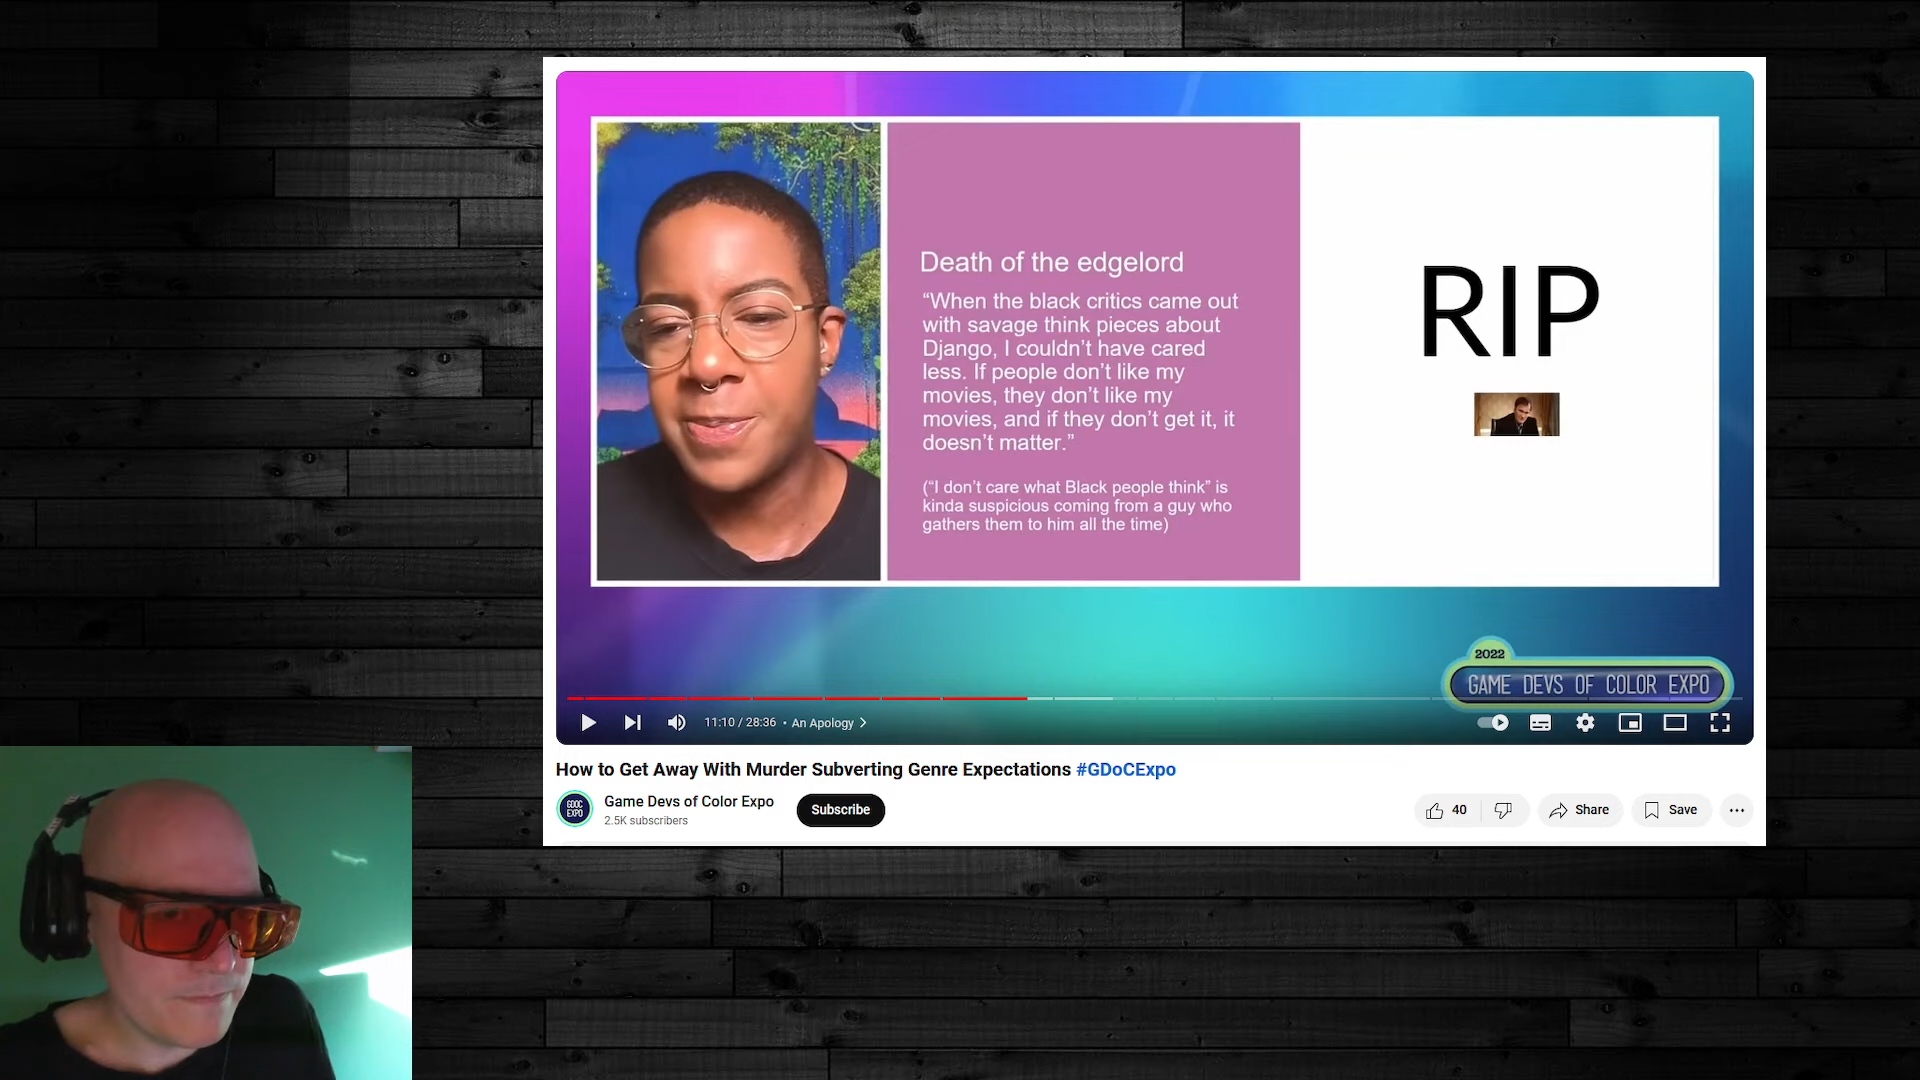 Death of the edgelord
“When the black critics came out
with savage think pieces about
Django, I couldn’t have cared
less. If people don’t like my
movies, they don’t like my
movies, and if they don’t get it, it
doesn’t matter.”
(“I don’t care what Black people think” is
kinda suspicious coming from a guy who
gathers them to him all the time)
RIP
2022
GAME DEVS OF COLOR EXPO
11:10 / 28:36 • An Apology
How to Get Away With Murder Subverting Genre Expectations #GDoCExpo
GDOC
EXPO
Game Devs of Color Expo
2.5K subscribers
Subscribe
40
Share
Save